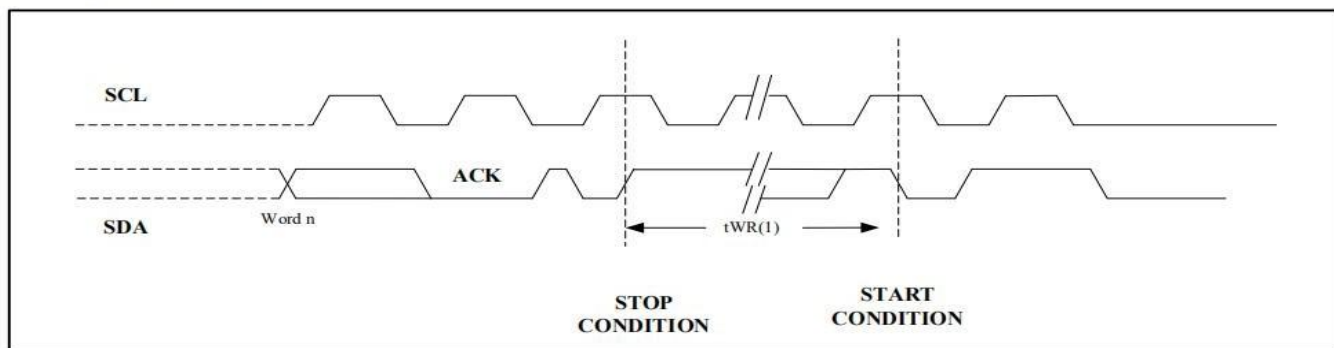 SCL
ACK
Word n
SDA
tWR(1)
STOP
CONDITION
START
CONDITION